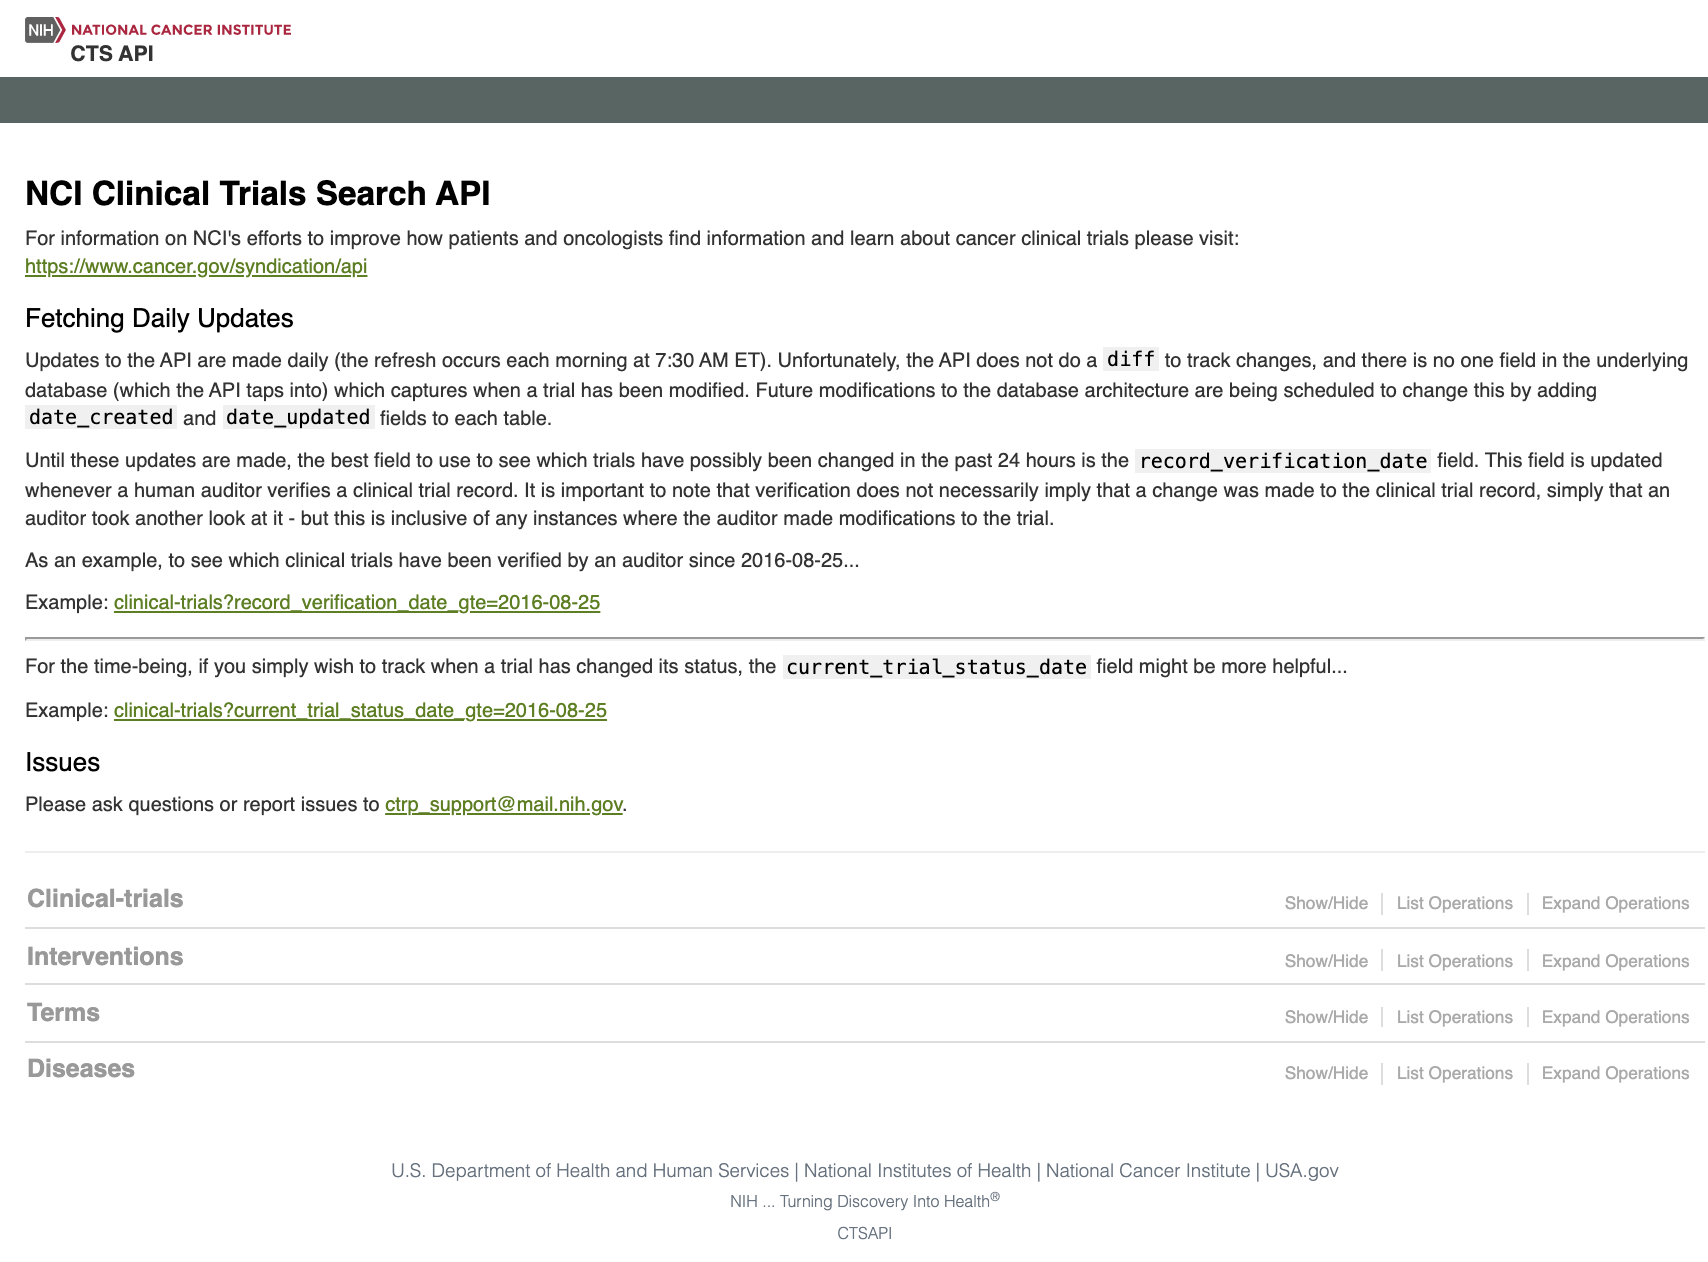 NIH NATIONAL CANCER INSTITUTE
CTS API
NCI Clinical Trials Search API
For information on NCI's efforts to improve how patients and oncologists find information and learn about cancer clinical trials please visit:
https://www.cancer.gov/syndication/api
Fetching Daily Updates
Updates to the API are made daily (the refresh occurs each morning at 7:30 AM ET). Unfortunately, the API does not do a diff to track changes, and there is no one field in the underlying
database (which the API taps into) which captures when a trial has been modified. Future modifications to the database architecture are being scheduled to change this by adding
date_created and date_updated fields to each table.
Until these updates are made, the best field to use to see which trials have possibly been changed in the past 24 hours is the record_verification_date field. This field is updated
whenever a human auditor verifies a clinical trial record. It is important to note that verification does not necessarily imply that a change was made to the clinical trial record, simply that an
auditor took another look at it - but this is inclusive of any instances where the auditor made modifications to the trial.
As an example, to see which clinical trials have been verified by an auditor since 2016-08-25...
Example: clinical-trials?record_verification_date_gte=2016-08-25
For the time-being, if you simply wish to track when a trial has changed its status, the current_trial_status_date field might be more helpful...
Example: clinical-trials?current_trial_status_date_gte=2016-08-25
Issues
Please ask questions or report issues to ctrp_support@mail.nih.gov.
Clinical-trials Show/Hide List Operations Expand Operations
Interventions Show/Hide List Operations Expand Operations
Terms Show/Hide List Operations Expand Operations
Diseases Show/Hide List Operations Expand Operations
U.S. Department of Health and Human Services | National Institutes of Health | National Cancer Institute | USA.gov
NIH ... Turning Discovery Into Health®
CTSAPI